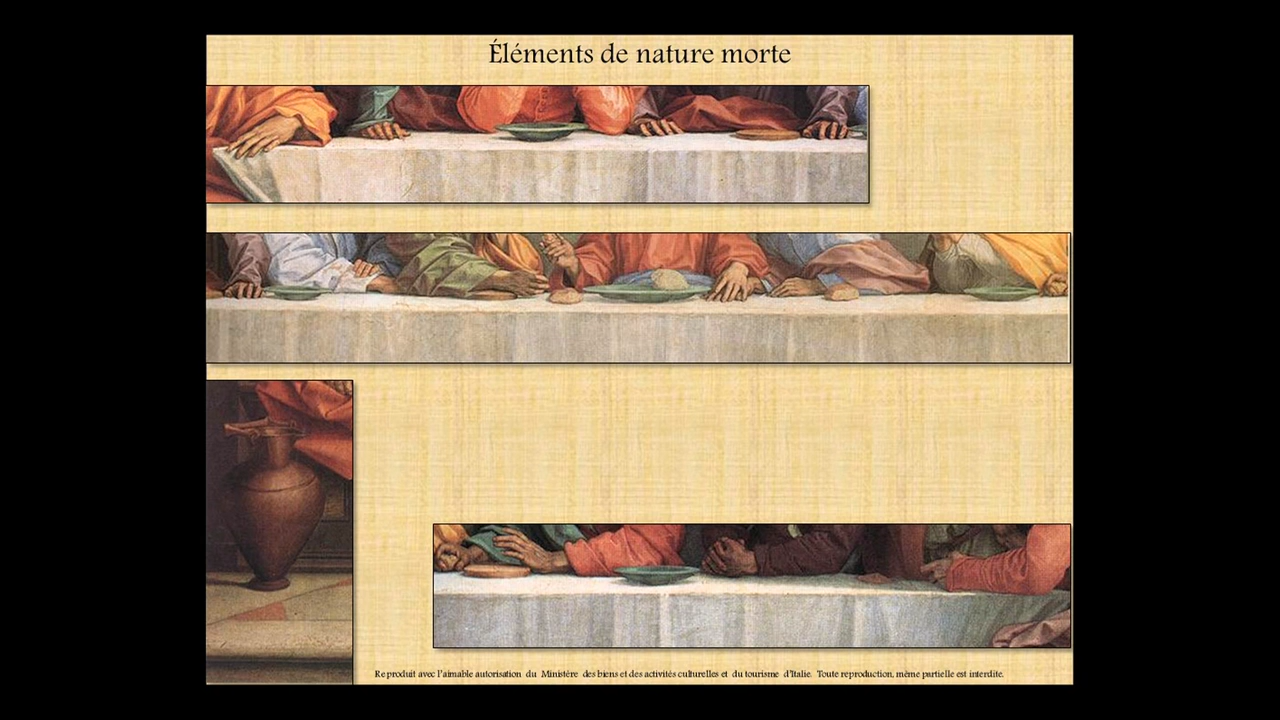 Éléments de nature morte
Reproduit avec l'aimable autorisation du Ministère des biens et des activités culturelles et du tourisme d'Italie. Toute reproduction, même partielle est interdite.